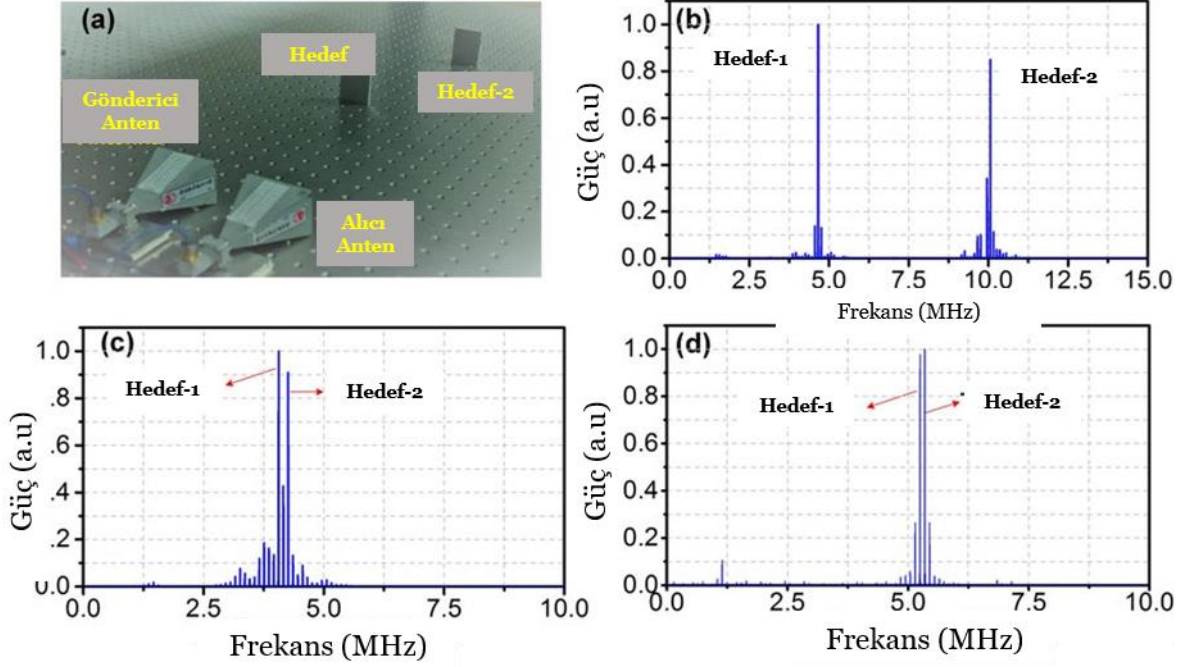 (a)
Hedef
Hedef-2
Gönderici
Anten
Alıcı
Anten
(b)
Hedef-1
Hedef-2
Güç (a.u)
1.0
0.8
0.6
0.4
0.2
0.0
0.0 2.5 5.0 7.5 10.0 12.5 15.0
Frekans (MHz)
(c)
Hedef-1
Hedef-2
Güç (a.u)
1.0
.8
.6
.4
.2
0.0
0.0 2.5 5.0 7.5 10.0
Frekans (MHz)
(d)
Hedef-1
Hedef-2
Güç (a.u)
1.0
0.8
0.6
0.4
0.2
0.0
0.0 2.5 5.0 7.5 10.0
Frekans (MHz)